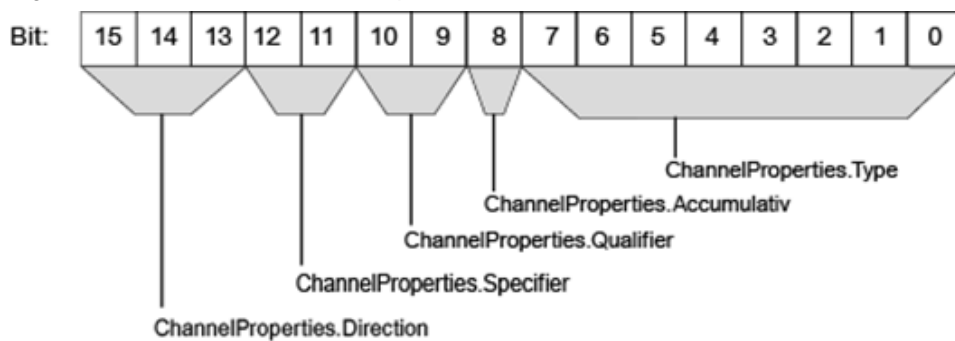 Bit: 15 14 13 12 11 10 9 8 7 6 5 4 3 2 1 0
ChannelProperties.Type
ChannelProperties.Accumulativ
ChannelProperties.Qualifier
ChannelProperties.Specifier
ChannelProperties.Direction